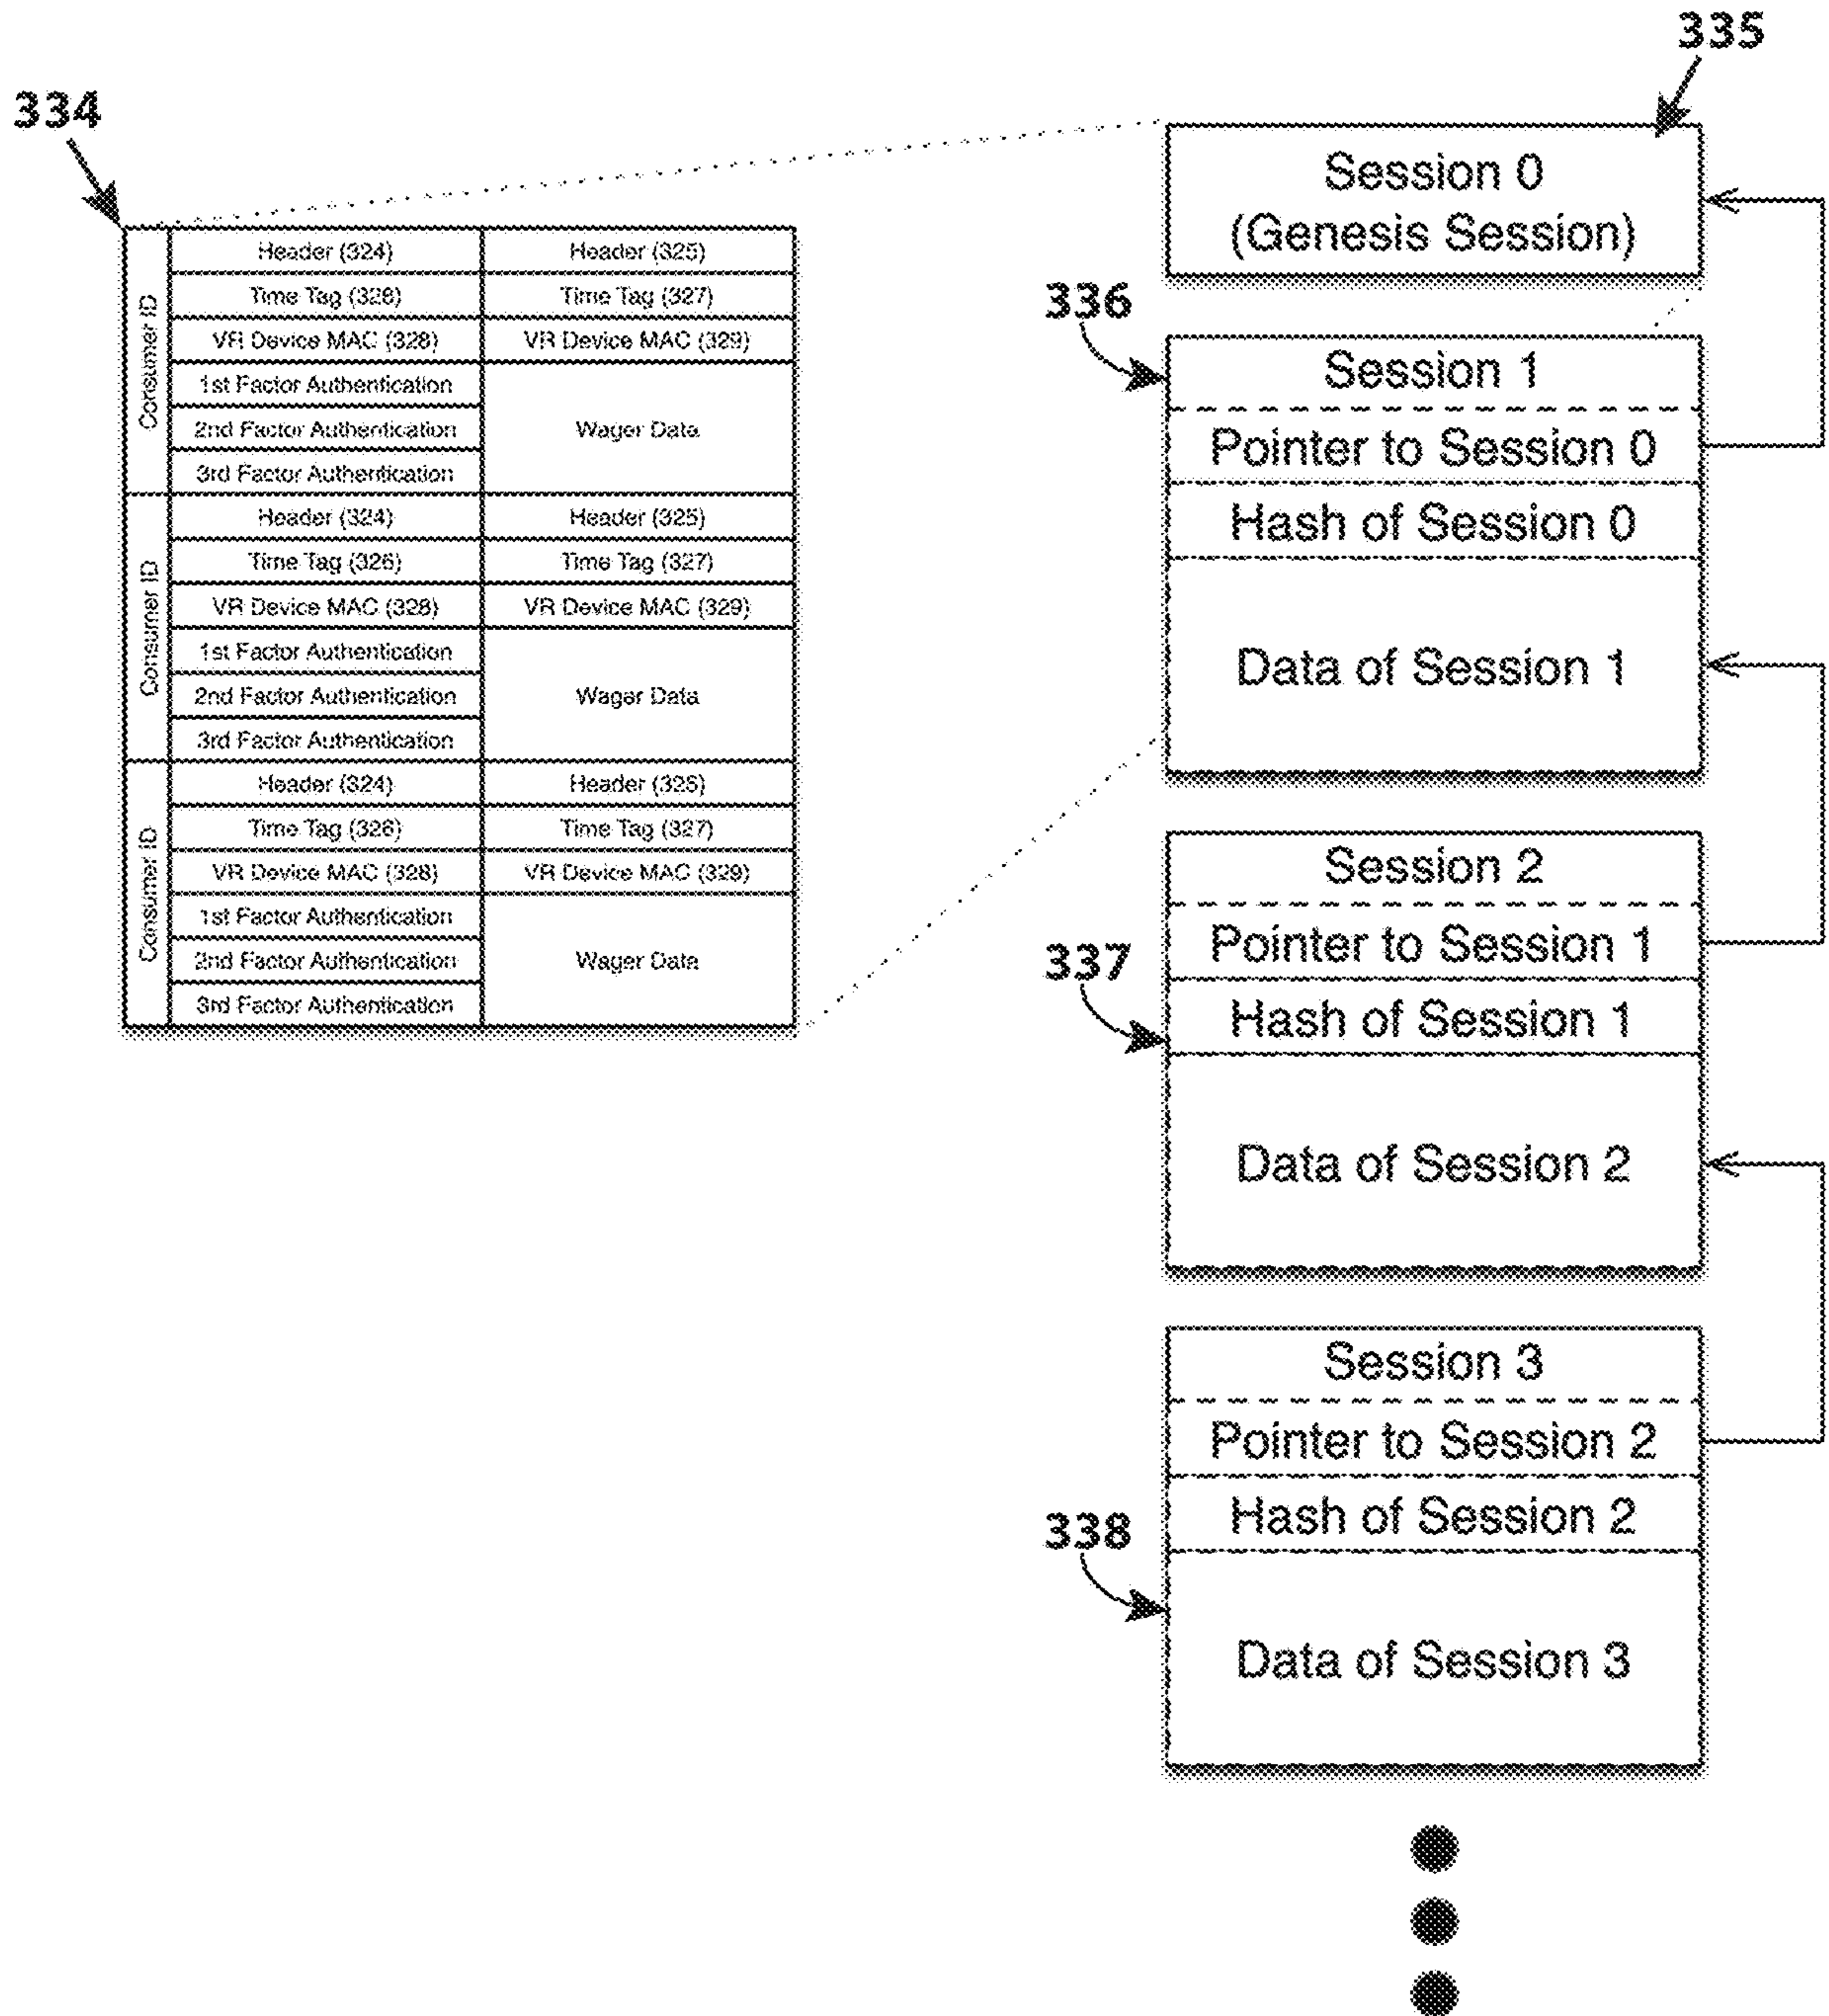 335
334
Session 0
(Genesis Session)
336
Consumer ID
Header (324) Header (325)
Time Tag (326) Time Tag (327)
VR Device MAC (328) VR Device MAC (329)
1st Factor Authentication
2nd Factor Authentication
3rd Factor Authentication
Wager Data
Consumer ID
Header (324) Header (325)
Time Tag (326) Time Tag (327)
VR Device MAC (328) VR Device MAC (329)
1st Factor Authentication
2nd Factor Authentication
3rd Factor Authentication
Wager Data
Consumer ID
Header (324) Header (325)
Time Tag (326) Time Tag (327)
VR Device MAC (328) VR Device MAC (329)
1st Factor Authentication
2nd Factor Authentication
3rd Factor Authentication
Wager Data
Session 1
Pointer to Session 0
Hash of Session 0
Data of Session 1
337
Session 2
Pointer to Session 1
Hash of Session 1
Data of Session 2
338
Session 3
Pointer to Session 2
Hash of Session 2
Data of Session 3